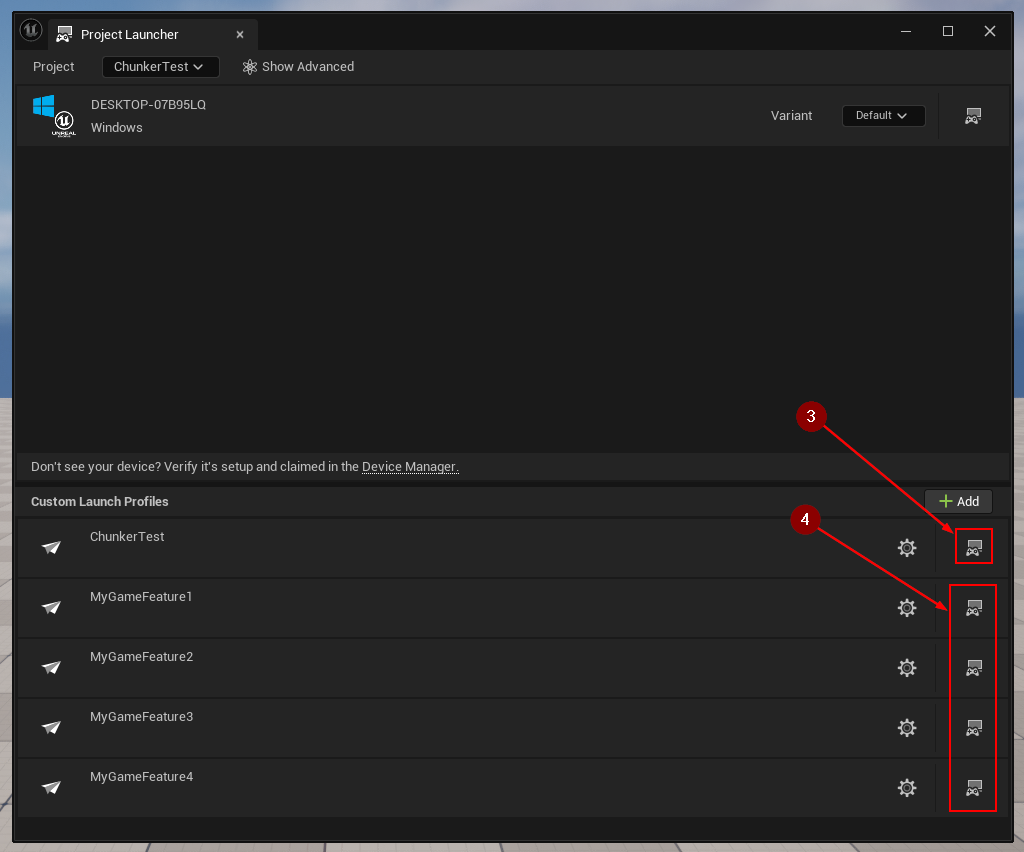 Project Launcher
Project ChunkerTest Show Advanced
DESKTOP-07B95LQ
Windows
UNREAL
Variant Default
3
Don't see your device? Verify it's setup and claimed in the Device Manager.
Custom Launch Profiles Add
4
ChunkerTest
MyGameFeature1
MyGameFeature2
MyGameFeature3
MyGameFeature4